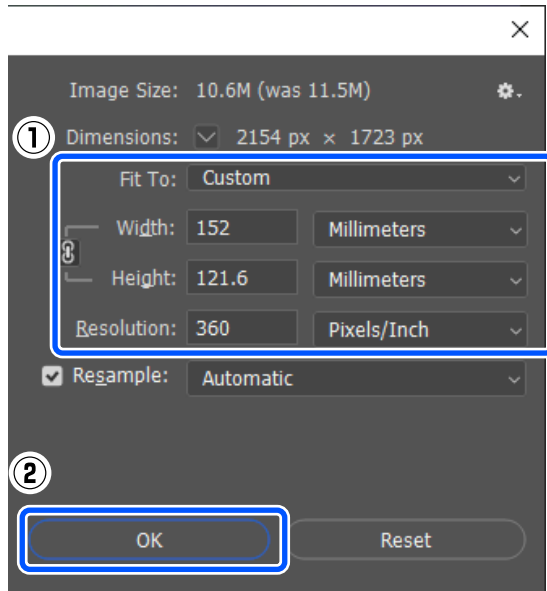 Image Size: 10.6M (was 11.5M)
① Dimensions: 2154 px × 1723 px
Fit To: Custom
Width: 152 Millimeters
Height: 121.6 Millimeters
Resolution: 360 Pixels/Inch
Resample: Automatic
②
OK Reset